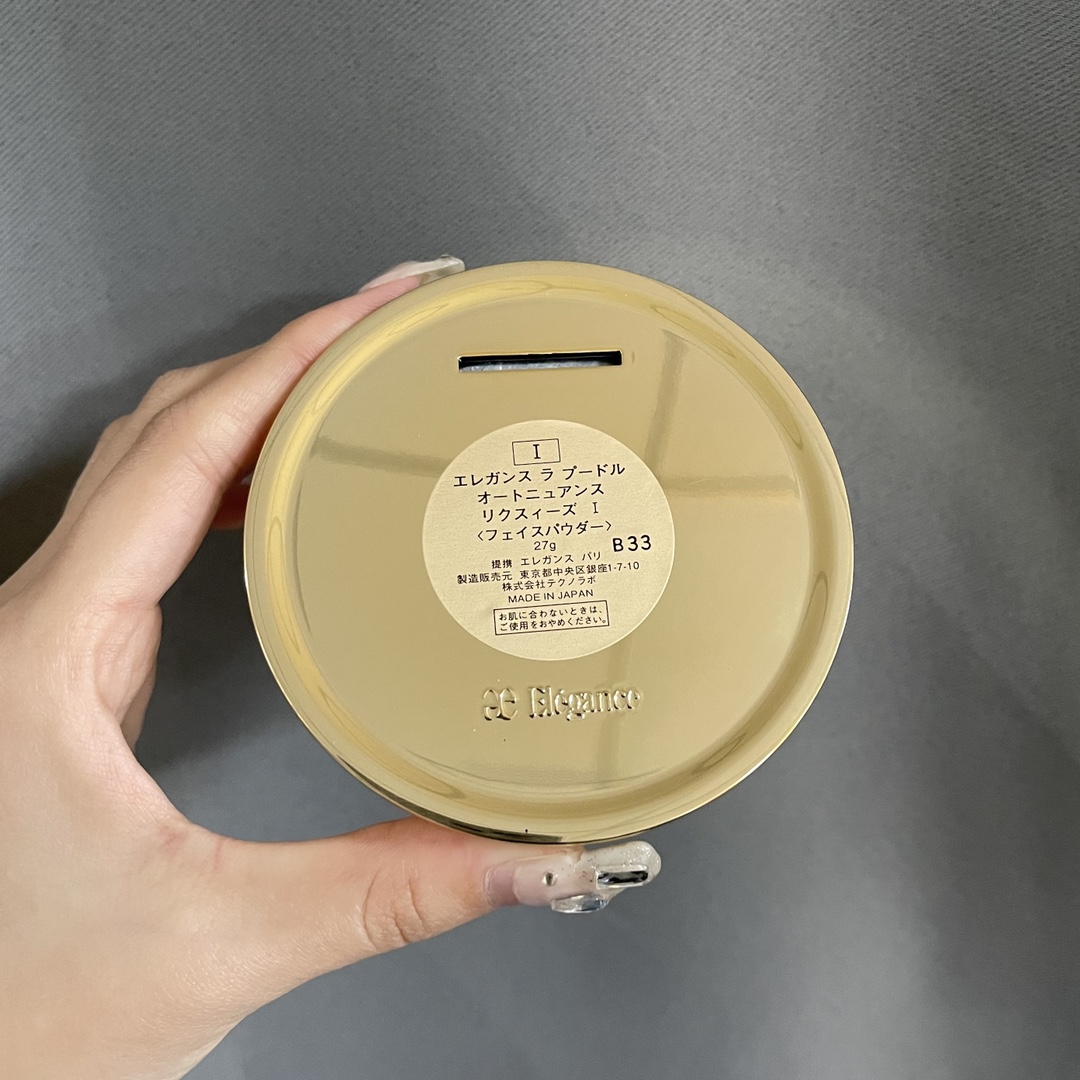 I
エレガンス ラ プードル
オートニュアンス
リクスィーズ I
〈フェイスパウダー〉
27g
B33
提携 エレガンス パリ
製造販売元 東京都中央区銀座1-7-10
株式会社テクノラボ
MADE IN JAPAN
お肌に合わないときは、
ご使用をおやめください。
Elégance